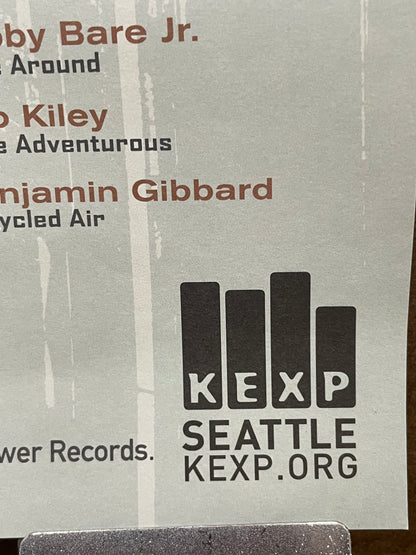 bby Bare Jr.
Around
o Kiley
e Adventurous
njamin Gibbard
ycled Air
KEXP
SEATTLE
wer Records.
KEXP.ORG